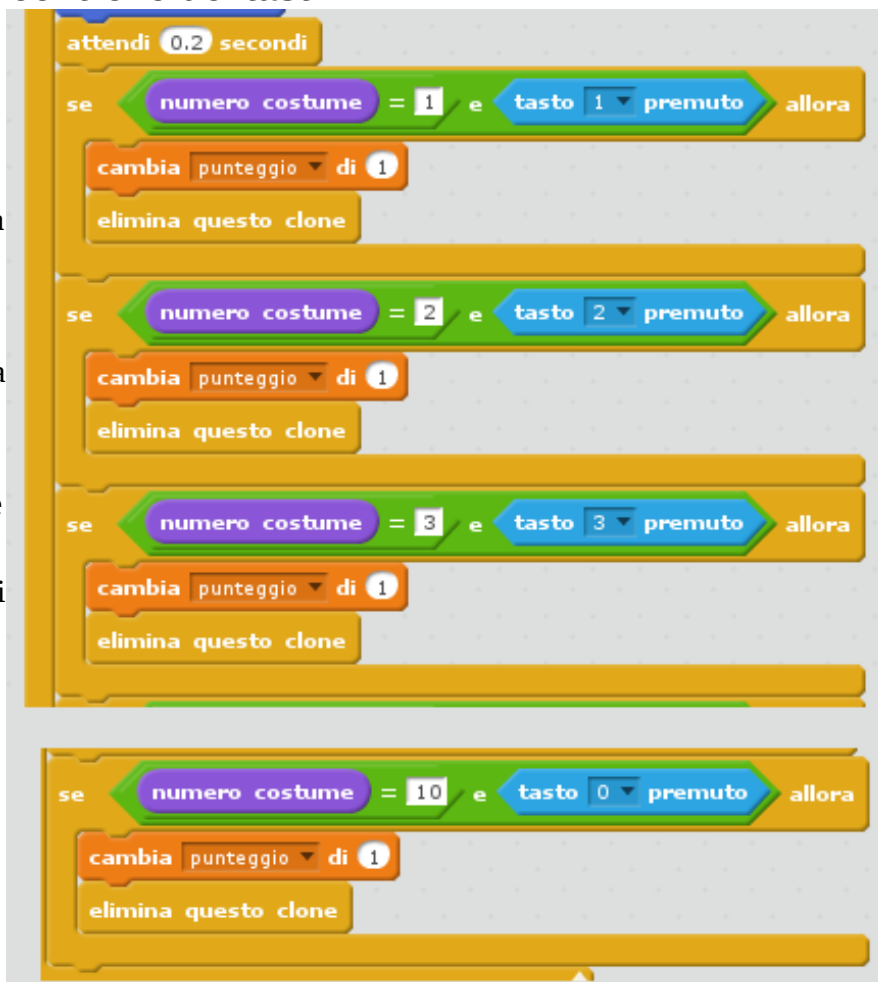 attendi 0.2 secondi
se numero costume = 1 e tasto 1 premuto allora
cambia punteggio di 1
elimina questo clone
se numero costume = 2 e tasto 2 premuto allora
cambia punteggio di 1
elimina questo clone
se numero costume = 3 e tasto 3 premuto allora
cambia punteggio di 1
elimina questo clone
se numero costume = 10 e tasto 0 premuto allora
cambia punteggio di 1
elimina questo clone